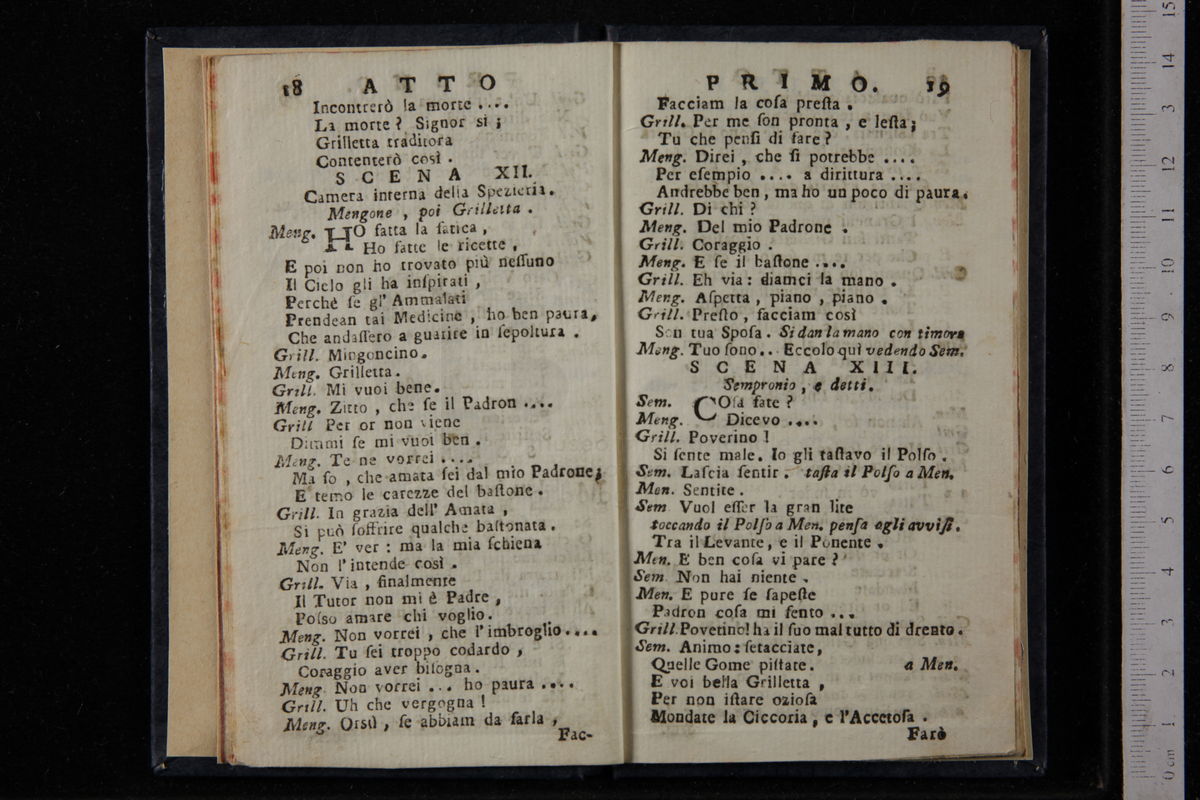 18 ATTO
Incontrerò la morte ....
La morte? Signor sì;
Grilletta traditora
Contenterò così.
SCENA XII.
Camera interna della Spezieria.
Mengone, poi Grilletta.
Meng. HO fatta la fatica,
Ho fatte le ricette,
E poi non ho trovato più neſſuno
Il Cielo gli ha inſpirati,
Perchè ſe gl' Ammalati
Prendean tai Medicine, ho ben paura,
Che andaſſero a guarire in ſepoltura.
Grill. Mingoncino.
Meng. Grilletta.
Grill. Mi vuoi bene.
Meng. Zitto, che ſe il Padron ....
Grill Per or non viene
Dimmi ſe mi vuoi ben.
Meng. Te ne vorrei ....
Ma ſo, che amata ſei dal mio Padrone;
E temo le carezze del baſtone.
Grill. In grazia dell' Amata,
Si può ſoffrire qualche baſtonata.
Meng. E' ver: ma la mia ſchiena
Non l'intende così.
Grill. Via, finalmente
Il Tutor non mi è Padre,
Poſso amare chi voglio.
Meng. Non vorrei, che l'imbroglio....
Grill. Tu ſei troppo codardo,
Coraggio aver biſogna.
Meng Non vorrei ... ho paura ....
Grill. Uh che vergogna!
Meng. Orsù, ſe abbiam da farla,
Fac-
PRIMO. 19
Facciam la coſa preſta.
Grill. Per me ſon pronta, e leſta;
Tu che penſi di fare?
Meng. Direi, che ſi potrebbe ....
Per eſempio .... a dirittura ....
Andrebbe ben, ma ho un poco di paura.
Grill. Di chi?
Meng. Del mio Padrone.
Grill. Coraggio.
Meng. E ſe il baſtone ....
Grill. Eh via: diamci la mano.
Meng. Aſpetta, piano, piano.
Grill. Preſto, facciam così
Son tua Spoſa. Si dan la mano con timore
Meng. Tuo ſono.. Eccolo quì vedendo Sem.
SCENA XIII.
Sempronio, e detti.
Sem. COſa fate?
Meng. Dicevo ....
Grill. Poverino!
Si ſente male. Io gli taſtavo il Polſo.
Sem. Laſcia ſentir. taſta il Polſo a Men.
Men. Sentite.
Sem Vuol eſſer la gran lite
toccando il Polſo a Men. penſa agli avviſi.
Tra il Levante, e il Ponente.
Men. E ben coſa vi pare?
Sem Non hai niente.
Men. E pure ſe ſapeſte
Padron coſa mi ſento ...
Grill. Poverino! ha il ſuo mal tutto di drento.
Sem. Animo: ſetacciate,
Quelle Gome piſtate. a Men.
E voi bella Grilletta,
Per non iſtare ozioſa
Mondate la Ciccoria, e l'Accetoſa.
Farò